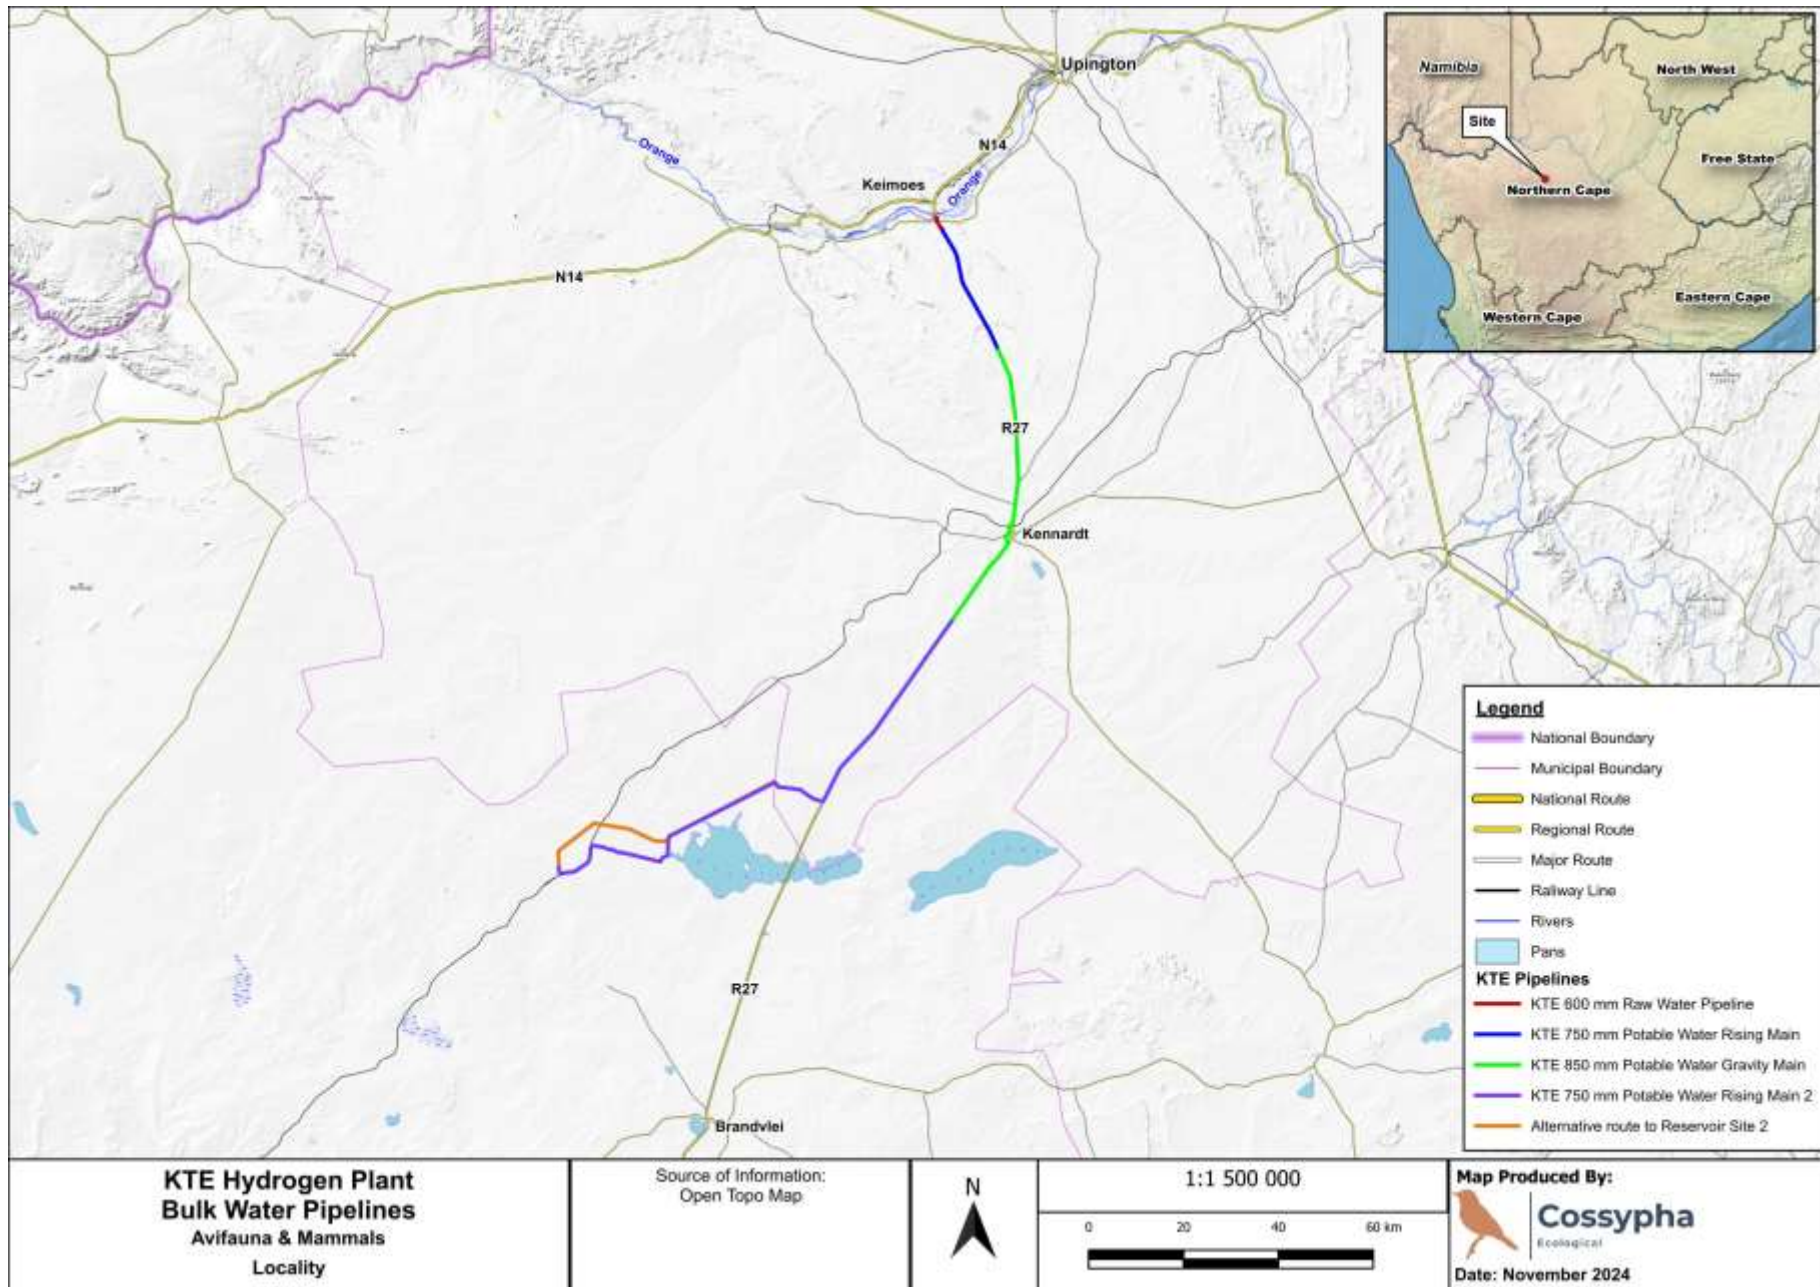 Upington
N14
Orange
Keimoes
Orange
N14
R27
Kennardt
R27
Brandvlei
Namibia
North West
Site
Free State
Northern Cape
Eastern Cape
Western Cape
Legend
National Boundary
Municipal Boundary
National Route
Regional Route
Major Route
Raliway Line
Rivers
Pans
KTE Pipelines
KTE 600 mm Raw Water Pipeline
KTE 750 mm Potable Water Rising Main
KTE 850 mm Potable Water Gravity Main
KTE 750 mm Potable Water Rising Main 2
Alternative route to Reservoir Site 2
KTE Hydrogen Plant
Bulk Water Pipelines
Avifauna & Mammals
Locality
Source of Information:
Open Topo Map
N
1:1 500 000
0 20 40 60 km
Map Produced By:
Cossypha
Ecological
Date: November 2024